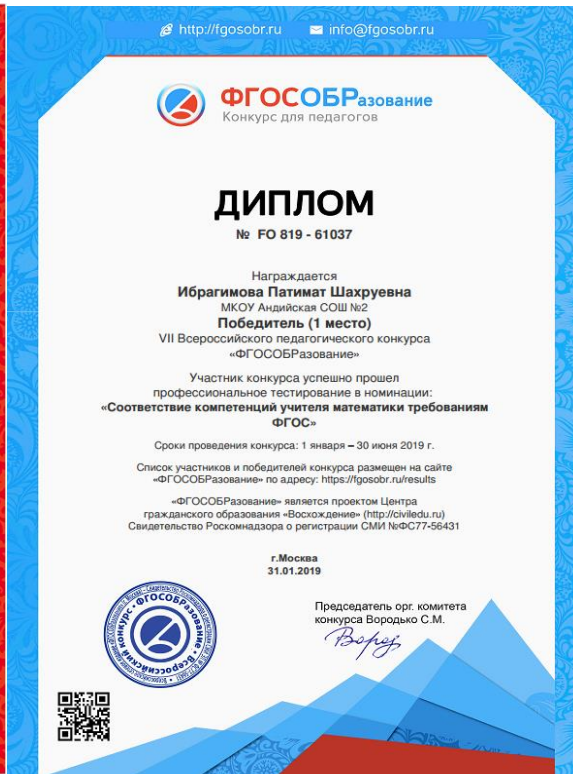 http://fgosobr.ru info@fgosobr.ru
ФГОСОБРазование
Конкурс для педагогов
ДИПЛОМ
№ FO 819 - 61037
Награждается
Ибрагимова Патимат Шахруевна
МКОУ Андийская СОШ №2
Победитель (1 место)
VII Всероссийского педагогического конкурса
«ФГОСОБРазование»
Участник конкурса успешно прошел
профессиональное тестирование в номинации:
«Соответствие компетенций учителя математики требованиям
ФГОС»
Сроки проведения конкурса: 1 января – 30 июня 2019 г.
Список участников и победителей конкурса размещен на сайте
«ФГОСОБРазование» по адресу: https://fgosobr.ru/results
«ФГОСОБРазование» является проектом Центра
гражданского образования «Восхождение» (http://civiledu.ru)
Свидетельство Роскомнадзора о регистрации СМИ №ФС77-56431
г.Москва
31.01.2019
Председатель орг. комитета
конкурса Вородько С.М.
ФГОСОБРазование • Всероссийский конкурс •